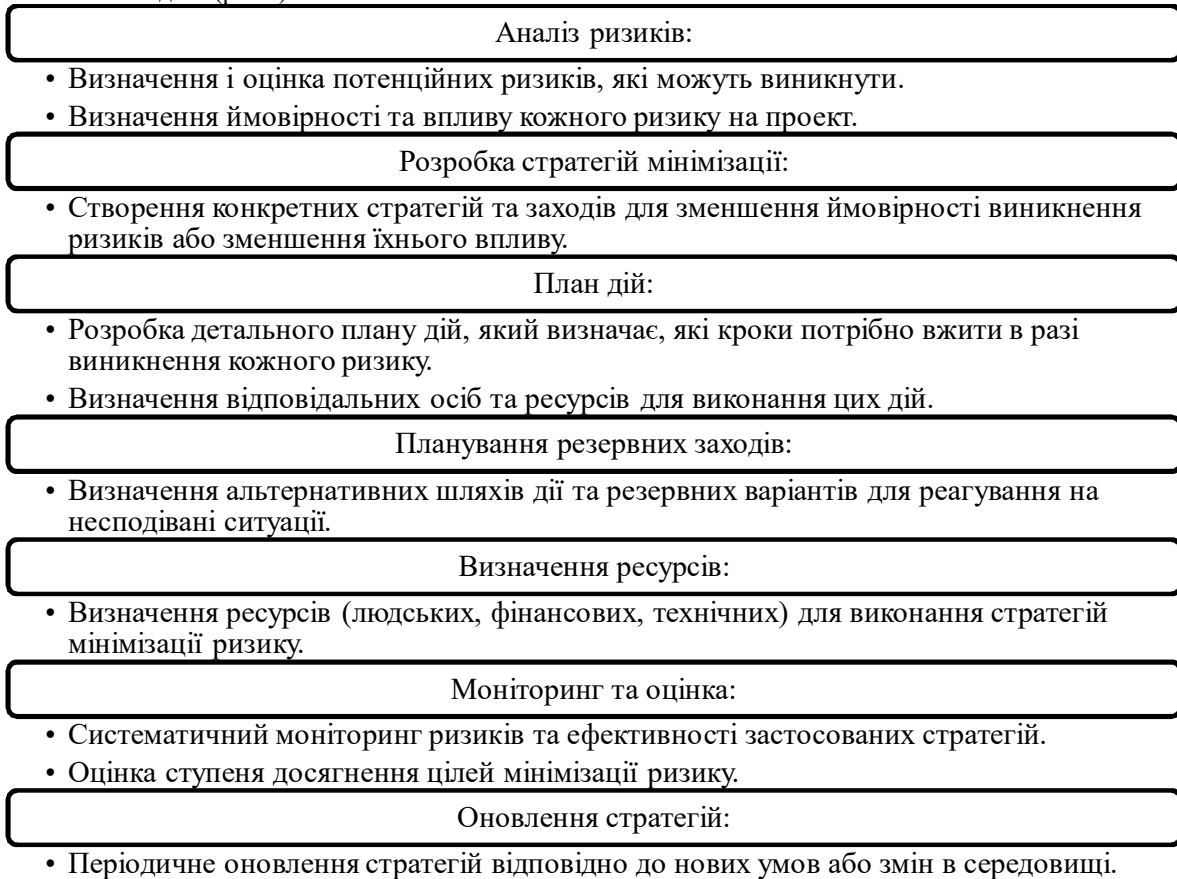 Аналіз ризиків:
• Визначення і оцінка потенційних ризиків, які можуть виникнути.
• Визначення ймовірності та впливу кожного ризику на проект.
Розробка стратегій мінімізації:
• Створення конкретних стратегій та заходів для зменшення ймовірності виникнення
ризиків або зменшення їхнього впливу.
План дій:
• Розробка детального плану дій, який визначає, які кроки потрібно вжити в разі
виникнення кожного ризику.
• Визначення відповідальних осіб та ресурсів для виконання цих дій.
Планування резервних заходів:
• Визначення альтернативних шляхів дії та резервних варіантів для реагування на
несподівані ситуації.
Визначення ресурсів:
• Визначення ресурсів (людських, фінансових, технічних) для виконання стратегій
мінімізації ризику.
Моніторинг та оцінка:
• Систематичний моніторинг ризиків та ефективності застосованих стратегій.
• Оцінка ступеня досягнення цілей мінімізації ризику.
Оновлення стратегій:
• Періодичне оновлення стратегій відповідно до нових умов або змін в середовищі.